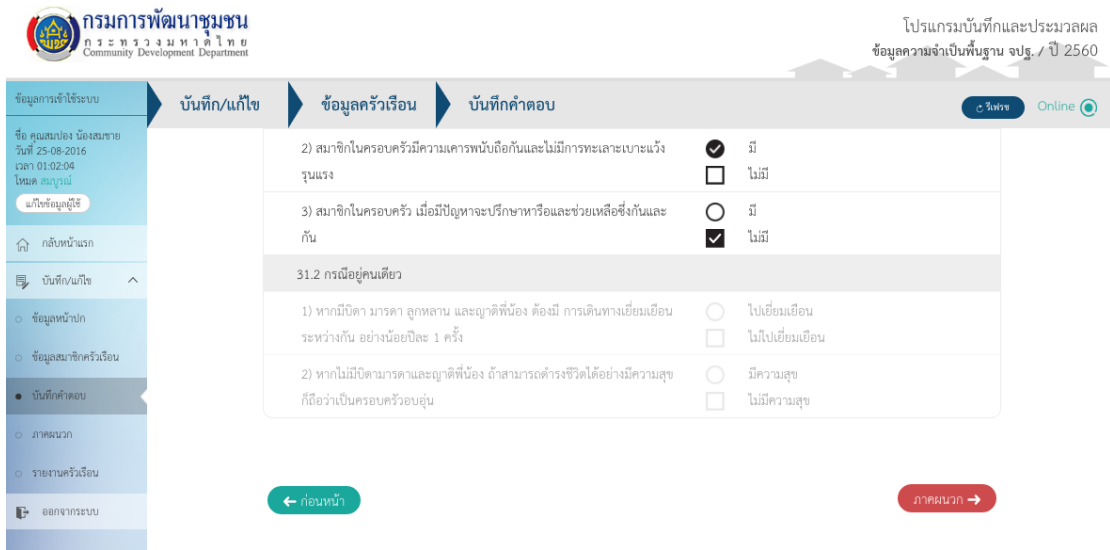 กรมการพัฒนาชุมชน
กระทรวงมหาดไทย
Community Development Department
โปรแกรมบันทึกและประมวลผล
ข้อมูลความจำเป็นพื้นฐาน จปฐ. / ปี 2560
ข้อมูลการเข้าใช้ระบบ
บันทึก/แก้ไข
ข้อมูลครัวเรือน
บันทึกคำตอบ
รีเฟรช
Online
ชื่อ คุณสมปอง น้องสมชาย
วันที่ 25-08-2016
เวลา 01:02:04
โหมด สมบูรณ์
แก้ไขข้อมูลผู้ใช้
กลับหน้าแรก
บันทึก/แก้ไข
ข้อมูลหน้าปก
ข้อมูลสมาชิกครัวเรือน
บันทึกคำตอบ
ภาคผนวก
รายงานครัวเรือน
ออกจากระบบ
2) สมาชิกในครอบครัวมีความเคารพนับถือกันและไม่มีการทะเลาะเบาะแว้ง
รุนแรง
มี
ไม่มี
3) สมาชิกในครอบครัว เมื่อมีปัญหาจะปรึกษาหารือและช่วยเหลือซึ่งกันและ
กัน
มี
ไม่มี
31.2 กรณีอยู่คนเดียว
1) หากมีบิดา มารดา ลูกหลาน และญาติพี่น้อง ต้องมี การเดินทางเยี่ยมเยือน
ระหว่างกัน อย่างน้อยปีละ 1 ครั้ง
ไปเยี่ยมเยือน
ไม่ไปเยี่ยมเยือน
2) หากไม่มีบิดามารดาและญาติพี่น้อง ถ้าสามารถดำรงชีวิตได้อย่างมีความสุข
ก็ถือว่าเป็นครอบครัวอบอุ่น
มีความสุข
ไม่มีความสุข
ก่อนหน้า
ภาคผนวก